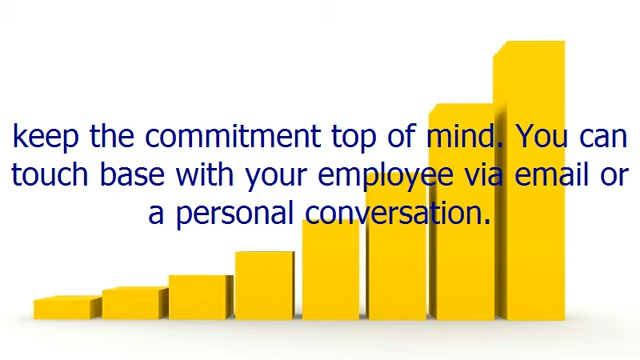 keep the commitment top of mind. You can
touch base with your employee via email or
a personal conversation.